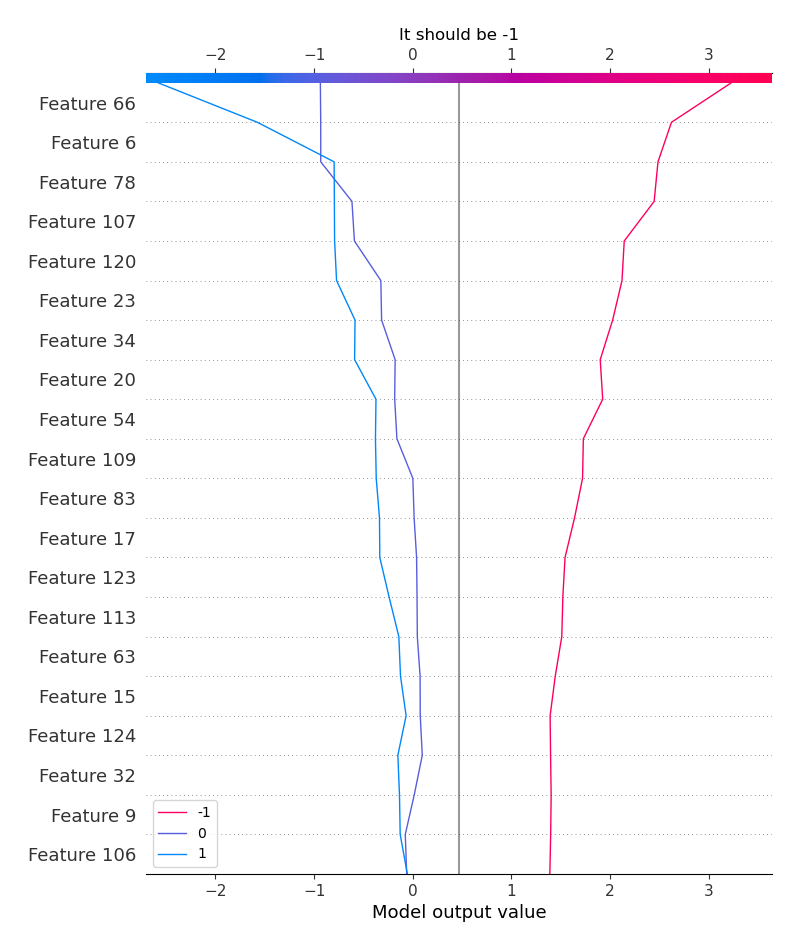 It should be -1
−2 −1 0 1 2 3
Feature 66
Feature 6
Feature 78
Feature 107
Feature 120
Feature 23
Feature 34
Feature 20
Feature 54
Feature 109
Feature 83
Feature 17
Feature 123
Feature 113
Feature 63
Feature 15
Feature 124
Feature 32
Feature 9
Feature 106
-1
0
1
−2 −1 0 1 2 3
Model output value